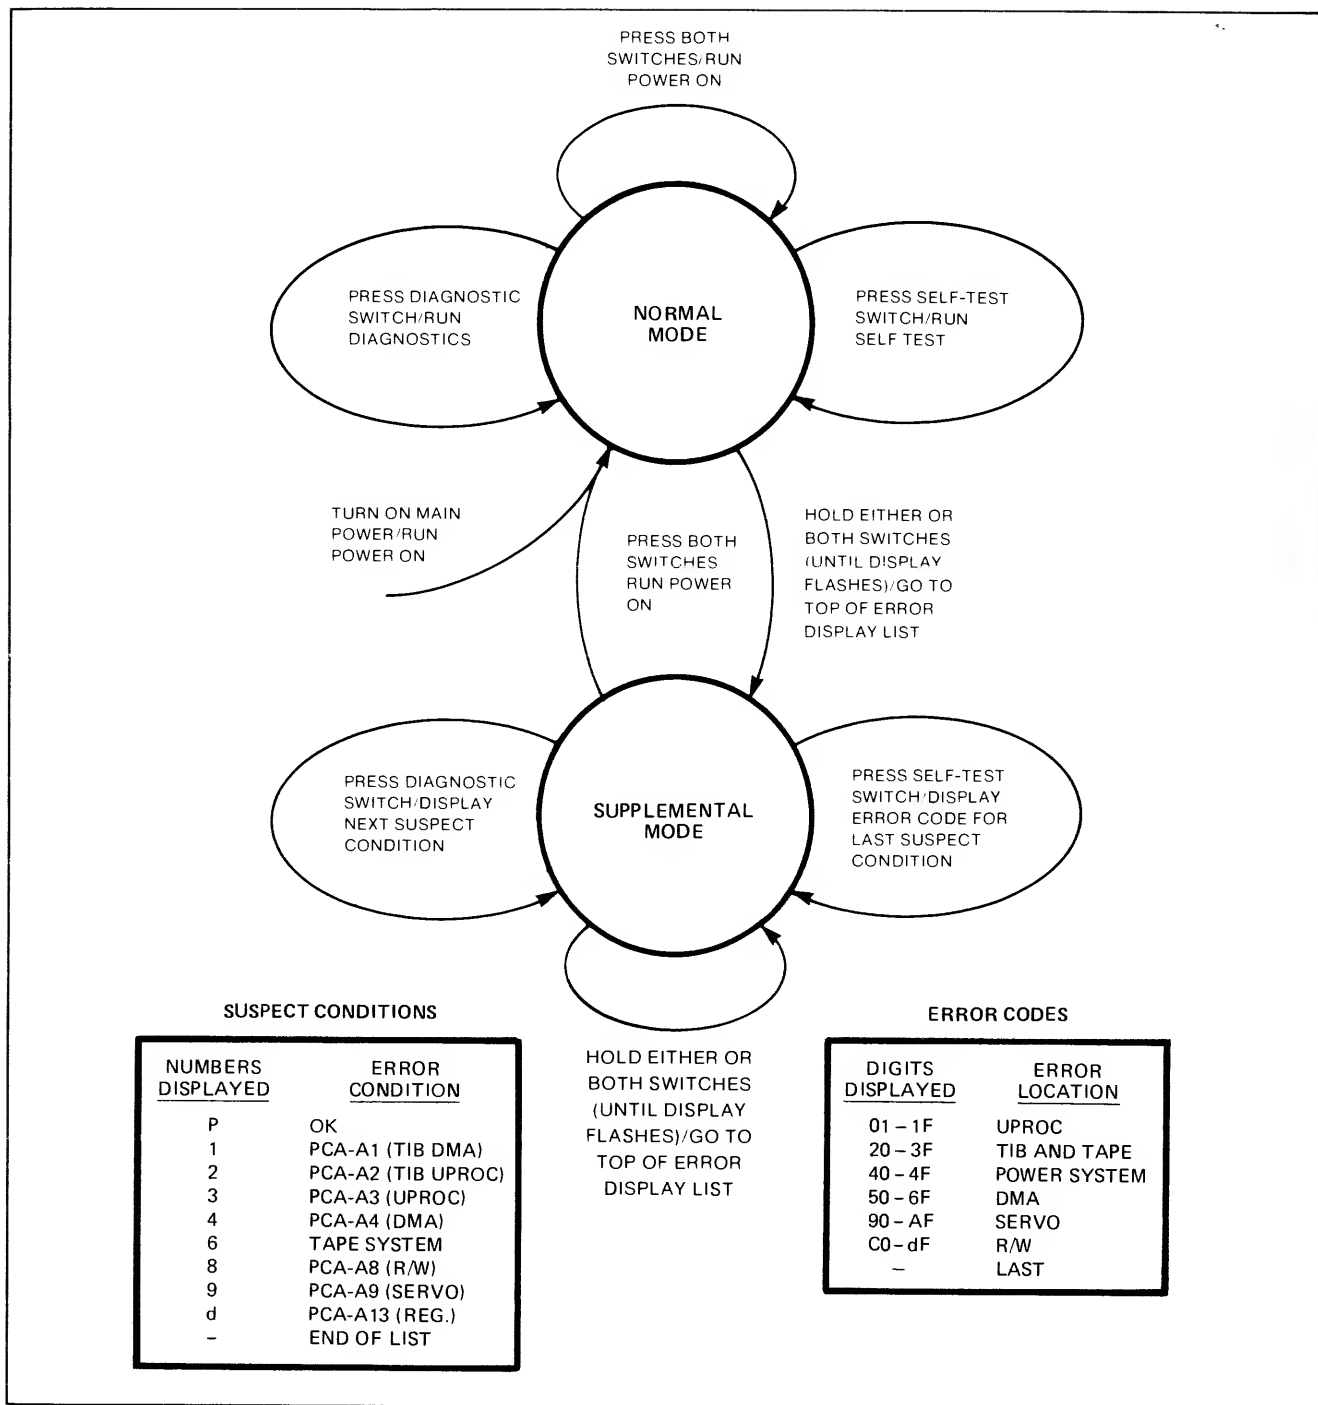 PRESS BOTH
SWITCHES/RUN
POWER ON
PRESS DIAGNOSTIC
SWITCH/RUN
DIAGNOSTICS
NORMAL
MODE
PRESS SELF-TEST
SWITCH/RUN
SELF TEST
TURN ON MAIN
POWER/RUN
POWER ON
PRESS BOTH
SWITCHES
RUN POWER
ON
HOLD EITHER OR
BOTH SWITCHES
(UNTIL DISPLAY
FLASHES)/GO TO
TOP OF ERROR
DISPLAY LIST
PRESS DIAGNOSTIC
SWITCH/DISPLAY
NEXT SUSPECT
CONDITION
SUPPLEMENTAL
MODE
PRESS SELF-TEST
SWITCH/DISPLAY
ERROR CODE FOR
LAST SUSPECT
CONDITION
HOLD EITHER OR
BOTH SWITCHES
(UNTIL DISPLAY
FLASHES)/GO TO
TOP OF ERROR
DISPLAY LIST
SUSPECT CONDITIONS
NUMBERS DISPLAYED ERROR CONDITION
P OK
1 PCA-A1 (TIB DMA)
2 PCA-A2 (TIB UPROC)
3 PCA-A3 (UPROC)
4 PCA-A4 (DMA)
6 TAPE SYSTEM
8 PCA-A8 (R/W)
9 PCA-A9 (SERVO)
d PCA-A13 (REG.)
– END OF LIST
ERROR CODES
DIGITS DISPLAYED ERROR LOCATION
01 – 1F UPROC
20 – 3F TIB AND TAPE
40 – 4F POWER SYSTEM
50 – 6F DMA
90 – AF SERVO
C0 – dF R/W
– LAST